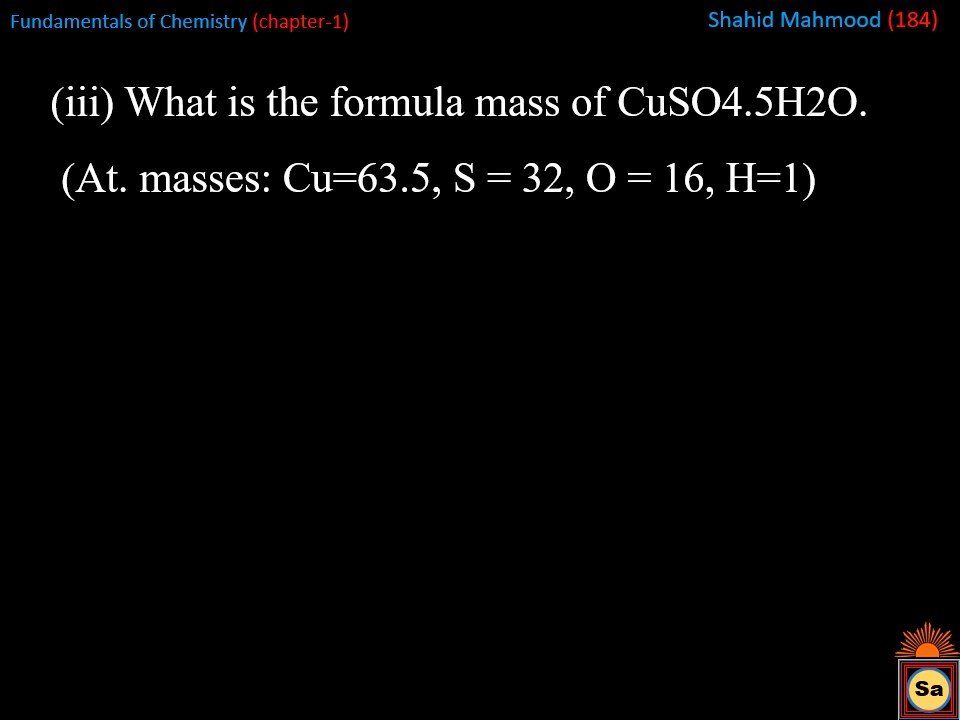 Fundamentals of Chemistry (chapter-1)
Shahid Mahmood (184)
(iii) What is the formula mass of CuSO4.5H2O.
(At. masses: Cu=63.5, S = 32, O = 16, H=1)
Sa